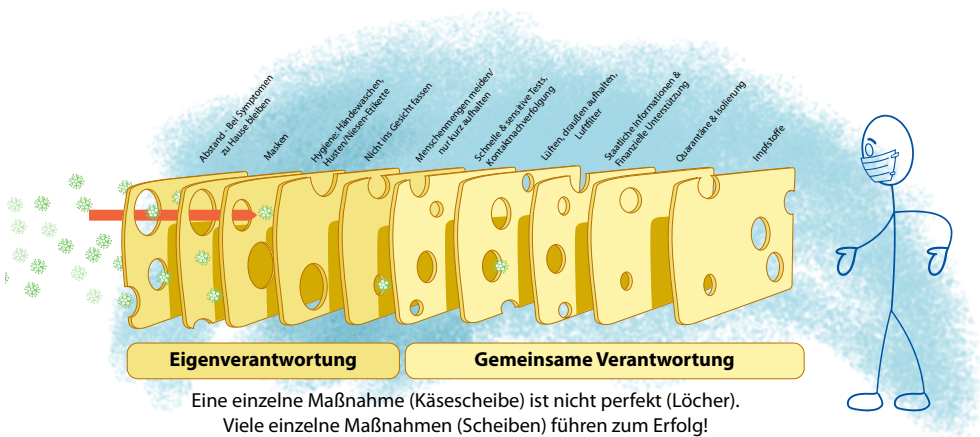 Abstand - Bei Symptomen
zu Hause bleiben
Masken
Hygiene: Händewaschen,
Husten/Niesen-Etikette
Nicht ins Gesicht fassen
Menschenmengen meiden/
nur kurz aufhalten
Schnelle & sensitive Tests,
Kontaktnachverfolgung
Lüften, draußen aufhalten,
Luftfilter
Staatliche Informationen &
Finanzielle Unterstützung
Quarantäne & Isolierung
Impfstoffe
Eigenverantwortung
Gemeinsame Verantwortung
Eine einzelne Maßnahme (Käsescheibe) ist nicht perfekt (Löcher).
Viele einzelne Maßnahmen (Scheiben) führen zum Erfolg!